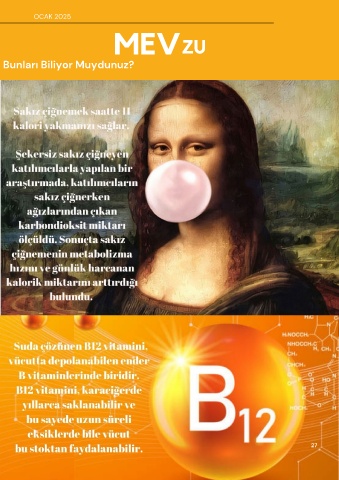 OCAK 2025
MEVZU
Bunları Biliyor Muydunuz?
Sakız çiğnemek saatte 11
kalori yakmanızı sağlar.
Şekersiz sakız çiğneyen
katılımcılarla yapılan bir
araştırmada, katılımcıların
sakız çiğnerken
ağızlarından çıkan
karbondioksit miktarı
ölçüldü. Sonuçta sakız
çiğnemenin metabolizma
hızını ve günlük harcanan
kalorik miktarını arttırdığı
bulundu.
Suda çözünen B12 vitamini,
vücutta depolanabilen ender
B vitaminlerinde biridir.
B12 vitamini, karaciğerde
yıllarca saklanabilir ve
bu sayede uzun süreli
eksiklerde bile vücut
bu stoktan faydalanabilir.
B12
27